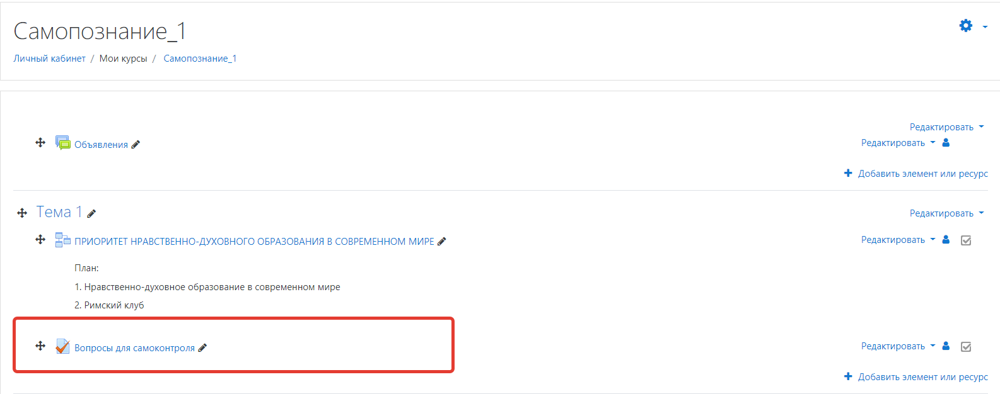 Самопознание_1
Личный кабинет / Мои курсы / Самопознание_1
Редактировать
Объявления Редактировать
Добавить элемент или ресурс
Тема 1 Редактировать
ПРИОРИТЕТ НРАВСТВЕННО-ДУХОВНОГО ОБРАЗОВАНИЯ В СОВРЕМЕННОМ МИРЕ Редактировать
План:
1. Нравственно-духовное образование в современном мире
2. Римский клуб
Вопросы для самоконтроля Редактировать
Добавить элемент или ресурс